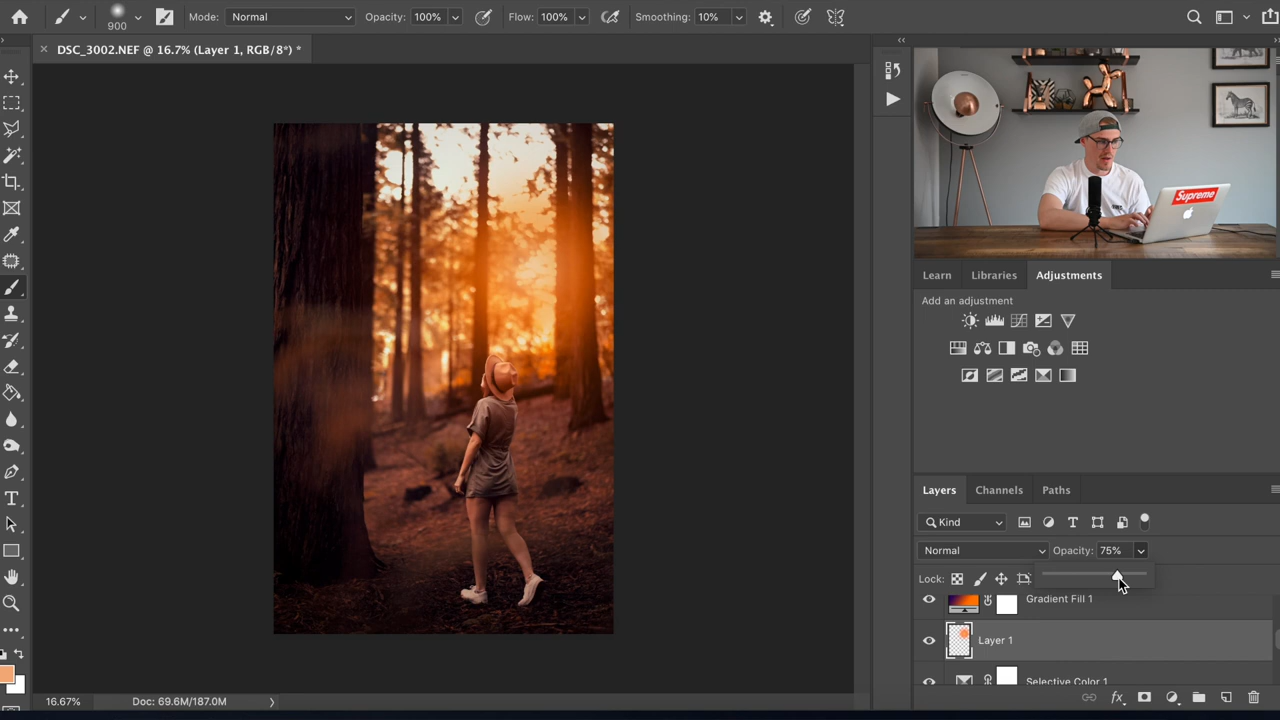 900
Mode: Normal
Opacity: 100%
Flow: 100%
Smoothing: 10%
× DSC_3002.NEF @ 16.7% (Layer 1, RGB/8*) *
Supreme
Learn
Libraries
Adjustments
Add an adjustment
Layers
Channels
Paths
Kind
Normal
Opacity: 75%
Lock:
Gradient Fill 1
Layer 1
Selective Color 1
fx
16.67%
Doc: 69.6M/187.0M